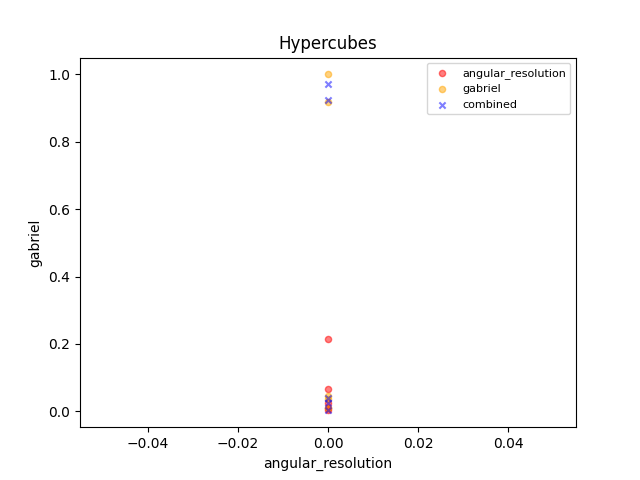 Hypercubes
angular_resolution
gabriel
combined
1.0
0.8
0.6
0.4
0.2
0.0
gabriel
−0.04
−0.02
0.00
0.02
0.04
angular_resolution